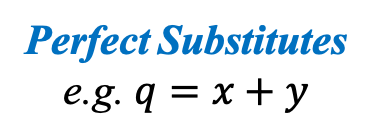 Perfect Substitutes
e.g. q = x + y